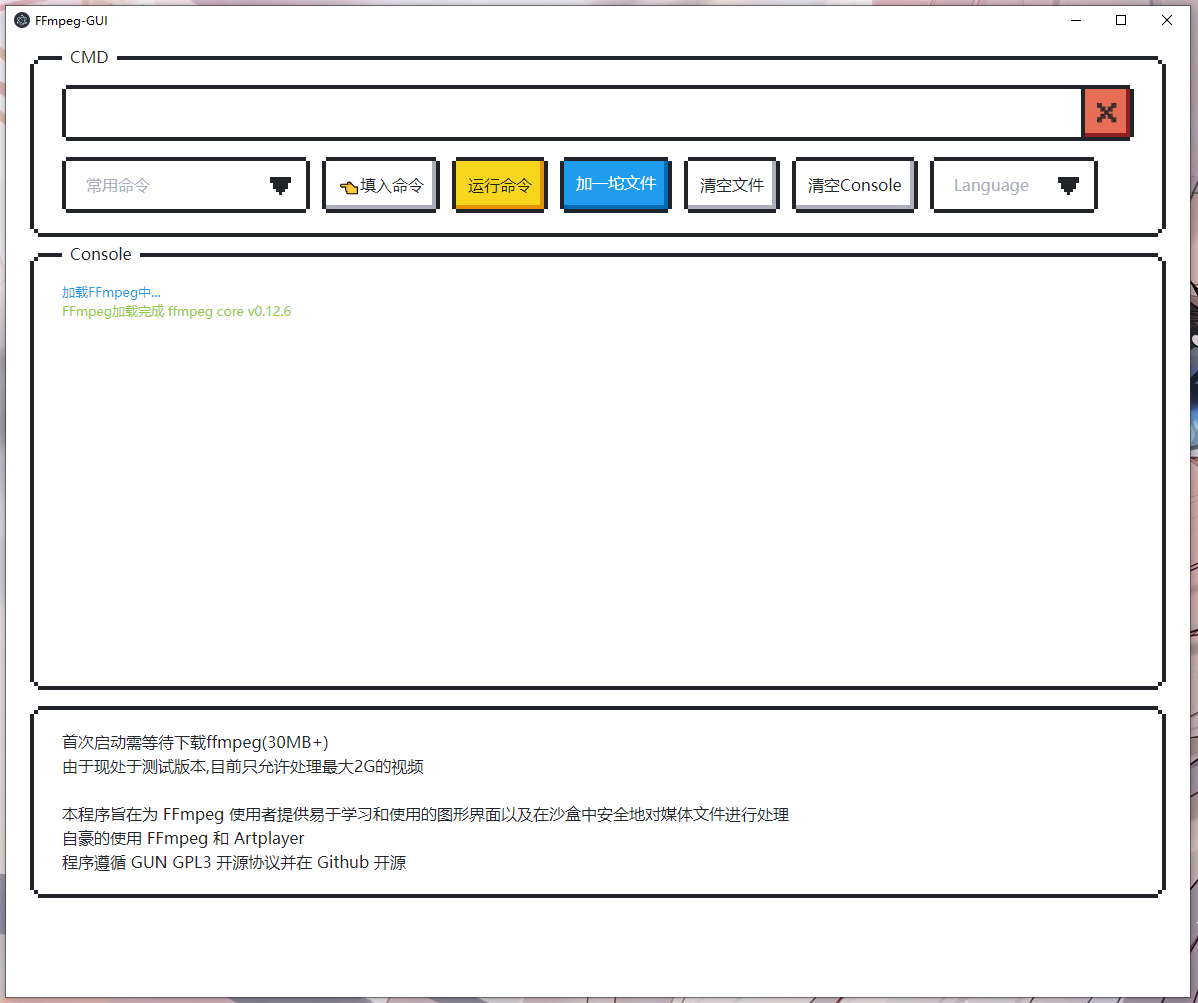 FFmpeg-GUI
CMD
常用命令
👈填入命令
运行命令
加一坨文件
清空文件
清空Console
Language
Console
加载FFmpeg中...
FFmpeg加载完成 ffmpeg core v0.12.6
首次启动需等待下载ffmpeg(30MB+)
由于现处于测试版本,目前只允许处理最大2G的视频
本程序旨在为 FFmpeg 使用者提供易于学习和使用的图形界面以及在沙盒中安全地对媒体文件进行处理
自豪的使用 FFmpeg 和 Artplayer
程序遵循 GUN GPL3 开源协议并在 Github 开源